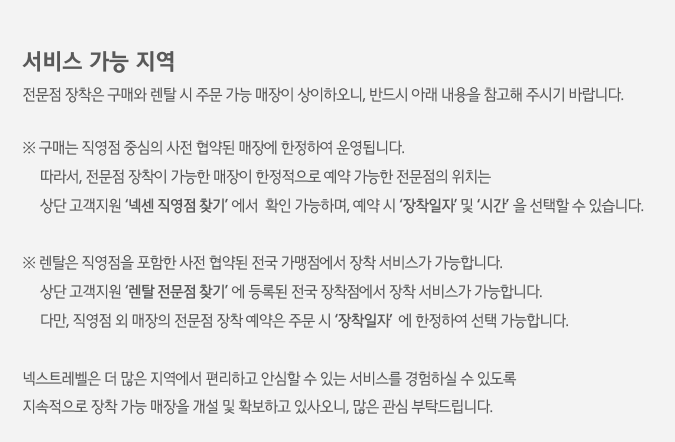 서비스 가능 지역
전문점 장착은 구매와 렌탈 시 주문 가능 매장이 상이하오니, 반드시 아래 내용을 참고해 주시기 바랍니다.
※ 구매는 직영점 중심의 사전 협약된 매장에 한정하여 운영됩니다.
따라서, 전문점 장착이 가능한 매장이 한정적으로 예약 가능한 전문점의 위치는
상단 고객지원 ‘넥센 직영점 찾기’ 에서 확인 가능하며, 예약 시 ‘장착일자’ 및 ‘시간’ 을 선택할 수 있습니다.
※ 렌탈은 직영점을 포함한 사전 협약된 전국 가맹점에서 장착 서비스가 가능합니다.
상단 고객지원 ‘렌탈 전문점 찾기’ 에 등록된 전국 장착점에서 장착 서비스가 가능합니다.
다만, 직영점 외 매장의 전문점 장착 예약은 주문 시 ‘장착일자’ 에 한정하여 선택 가능합니다.
넥스트레벨은 더 많은 지역에서 편리하고 안심할 수 있는 서비스를 경험하실 수 있도록
지속적으로 장착 가능 매장을 개설 및 확보하고 있사오니, 많은 관심 부탁드립니다.